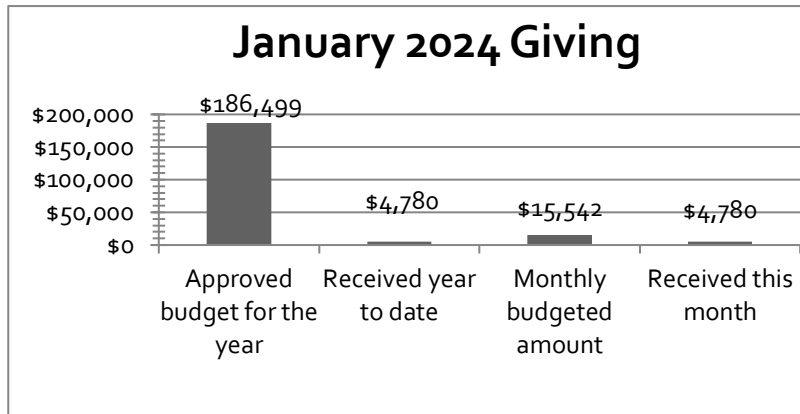 January 2024 Giving
$200,000
$150,000
$100,000
$50,000
$0
$186,499
$4,780
$15,542
$4,780
Approved
budget for the
year
Received year
to date
Monthly
budgeted
amount
Received this
month